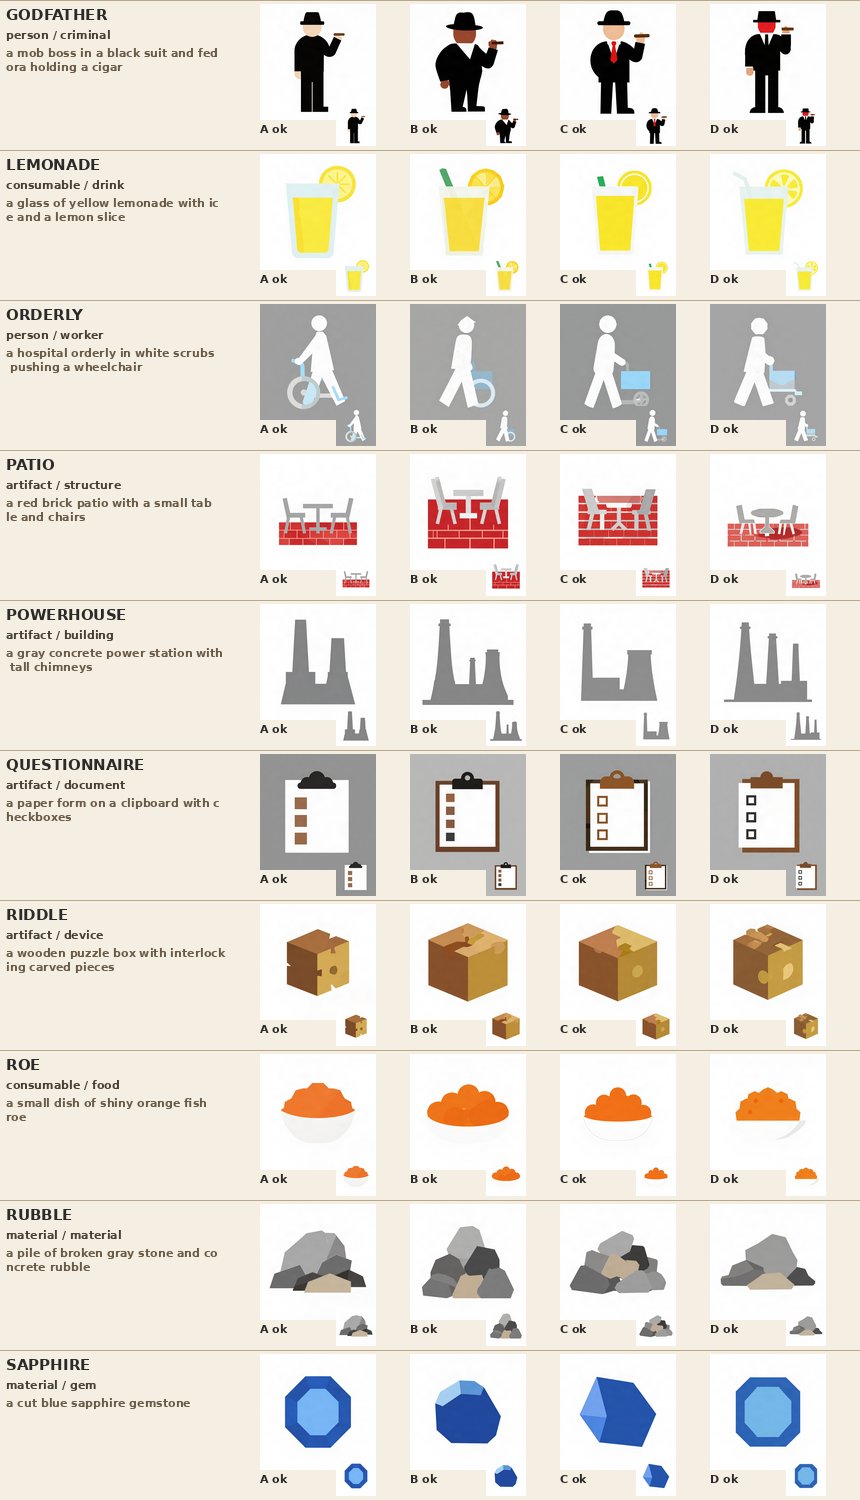 GODFATHER
person / criminal
a mob boss in a black suit and fed
ora holding a cigar
A ok
B ok
C ok
D ok
LEMONADE
consumable / drink
a glass of yellow lemonade with ic
e and a lemon slice
A ok
B ok
C ok
D ok
ORDERLY
person / worker
a hospital orderly in white scrubs
pushing a wheelchair
A ok
B ok
C ok
D ok
PATIO
artifact / structure
a red brick patio with a small tab
le and chairs
A ok
B ok
C ok
D ok
POWERHOUSE
artifact / building
a gray concrete power station with
tall chimneys
A ok
B ok
C ok
D ok
QUESTIONNAIRE
artifact / document
a paper form on a clipboard with c
heckboxes
A ok
B ok
C ok
D ok
RIDDLE
artifact / device
a wooden puzzle box with interlock
ing carved pieces
A ok
B ok
C ok
D ok
ROE
consumable / food
a small dish of shiny orange fish
roe
A ok
B ok
C ok
D ok
RUBBLE
material / material
a pile of broken gray stone and co
ncrete rubble
A ok
B ok
C ok
D ok
SAPPHIRE
material / gem
a cut blue sapphire gemstone
A ok
B ok
C ok
D ok